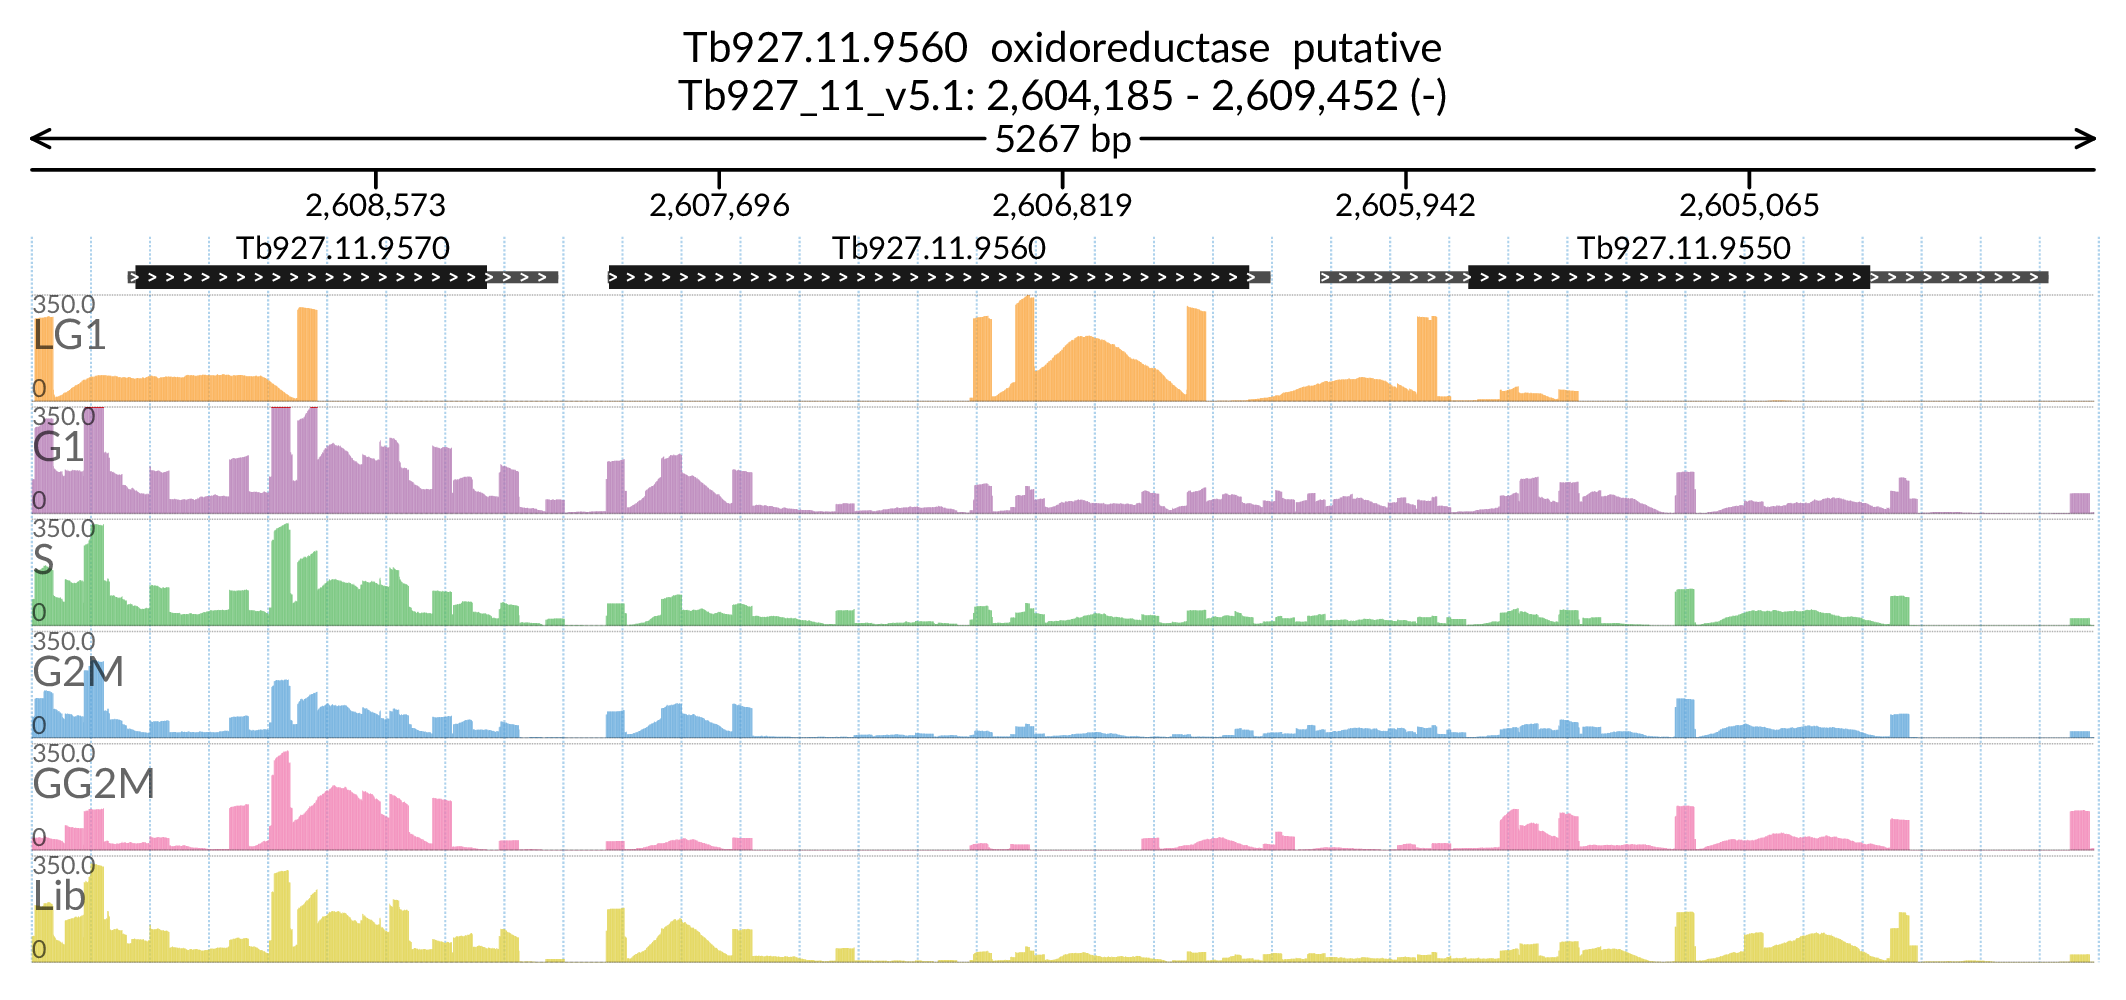 Tb927.11.9560 oxidoreductase putative
Tb927_11_v5.1: 2,604,185 - 2,609,452 (-)
5267 bp
2,608,573 2,607,696 2,606,819 2,605,942 2,605,065
Tb927.11.9570 Tb927.11.9560 Tb927.11.9550
350.0
LG1
0
350.0
G1
0
350.0
S
0
350.0
G2M
0
350.0
GG2M
0
350.0
Lib
0